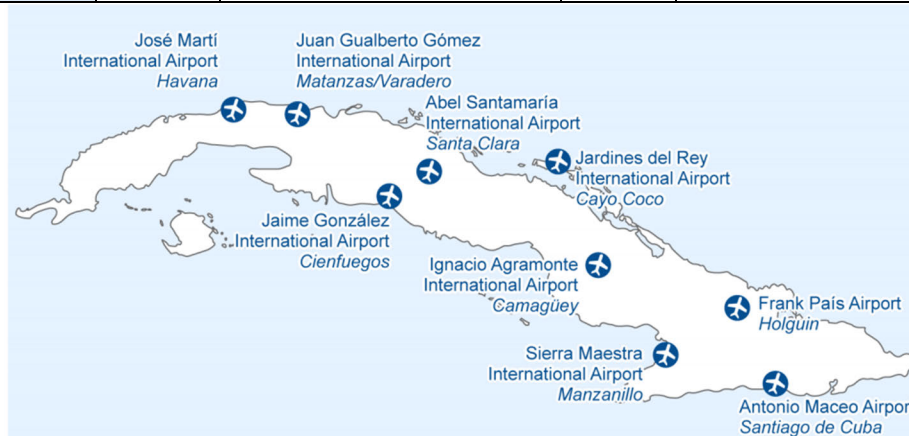 José Martí
International Airport
Havana
Juan Gualberto Gómez
International Airport
Matanzas/Varadero
Abel Santamaría
International Airport
Santa Clara
Jardines del Rey
International Airport
Cayo Coco
Jaime González
International Airport
Cienfuegos
Ignacio Agramonte
International Airport
Camagüey
Frank País Airport
Holguin
Sierra Maestra
International Airport
Manzanillo
Antonio Maceo Airpor
Santiago de Cuba